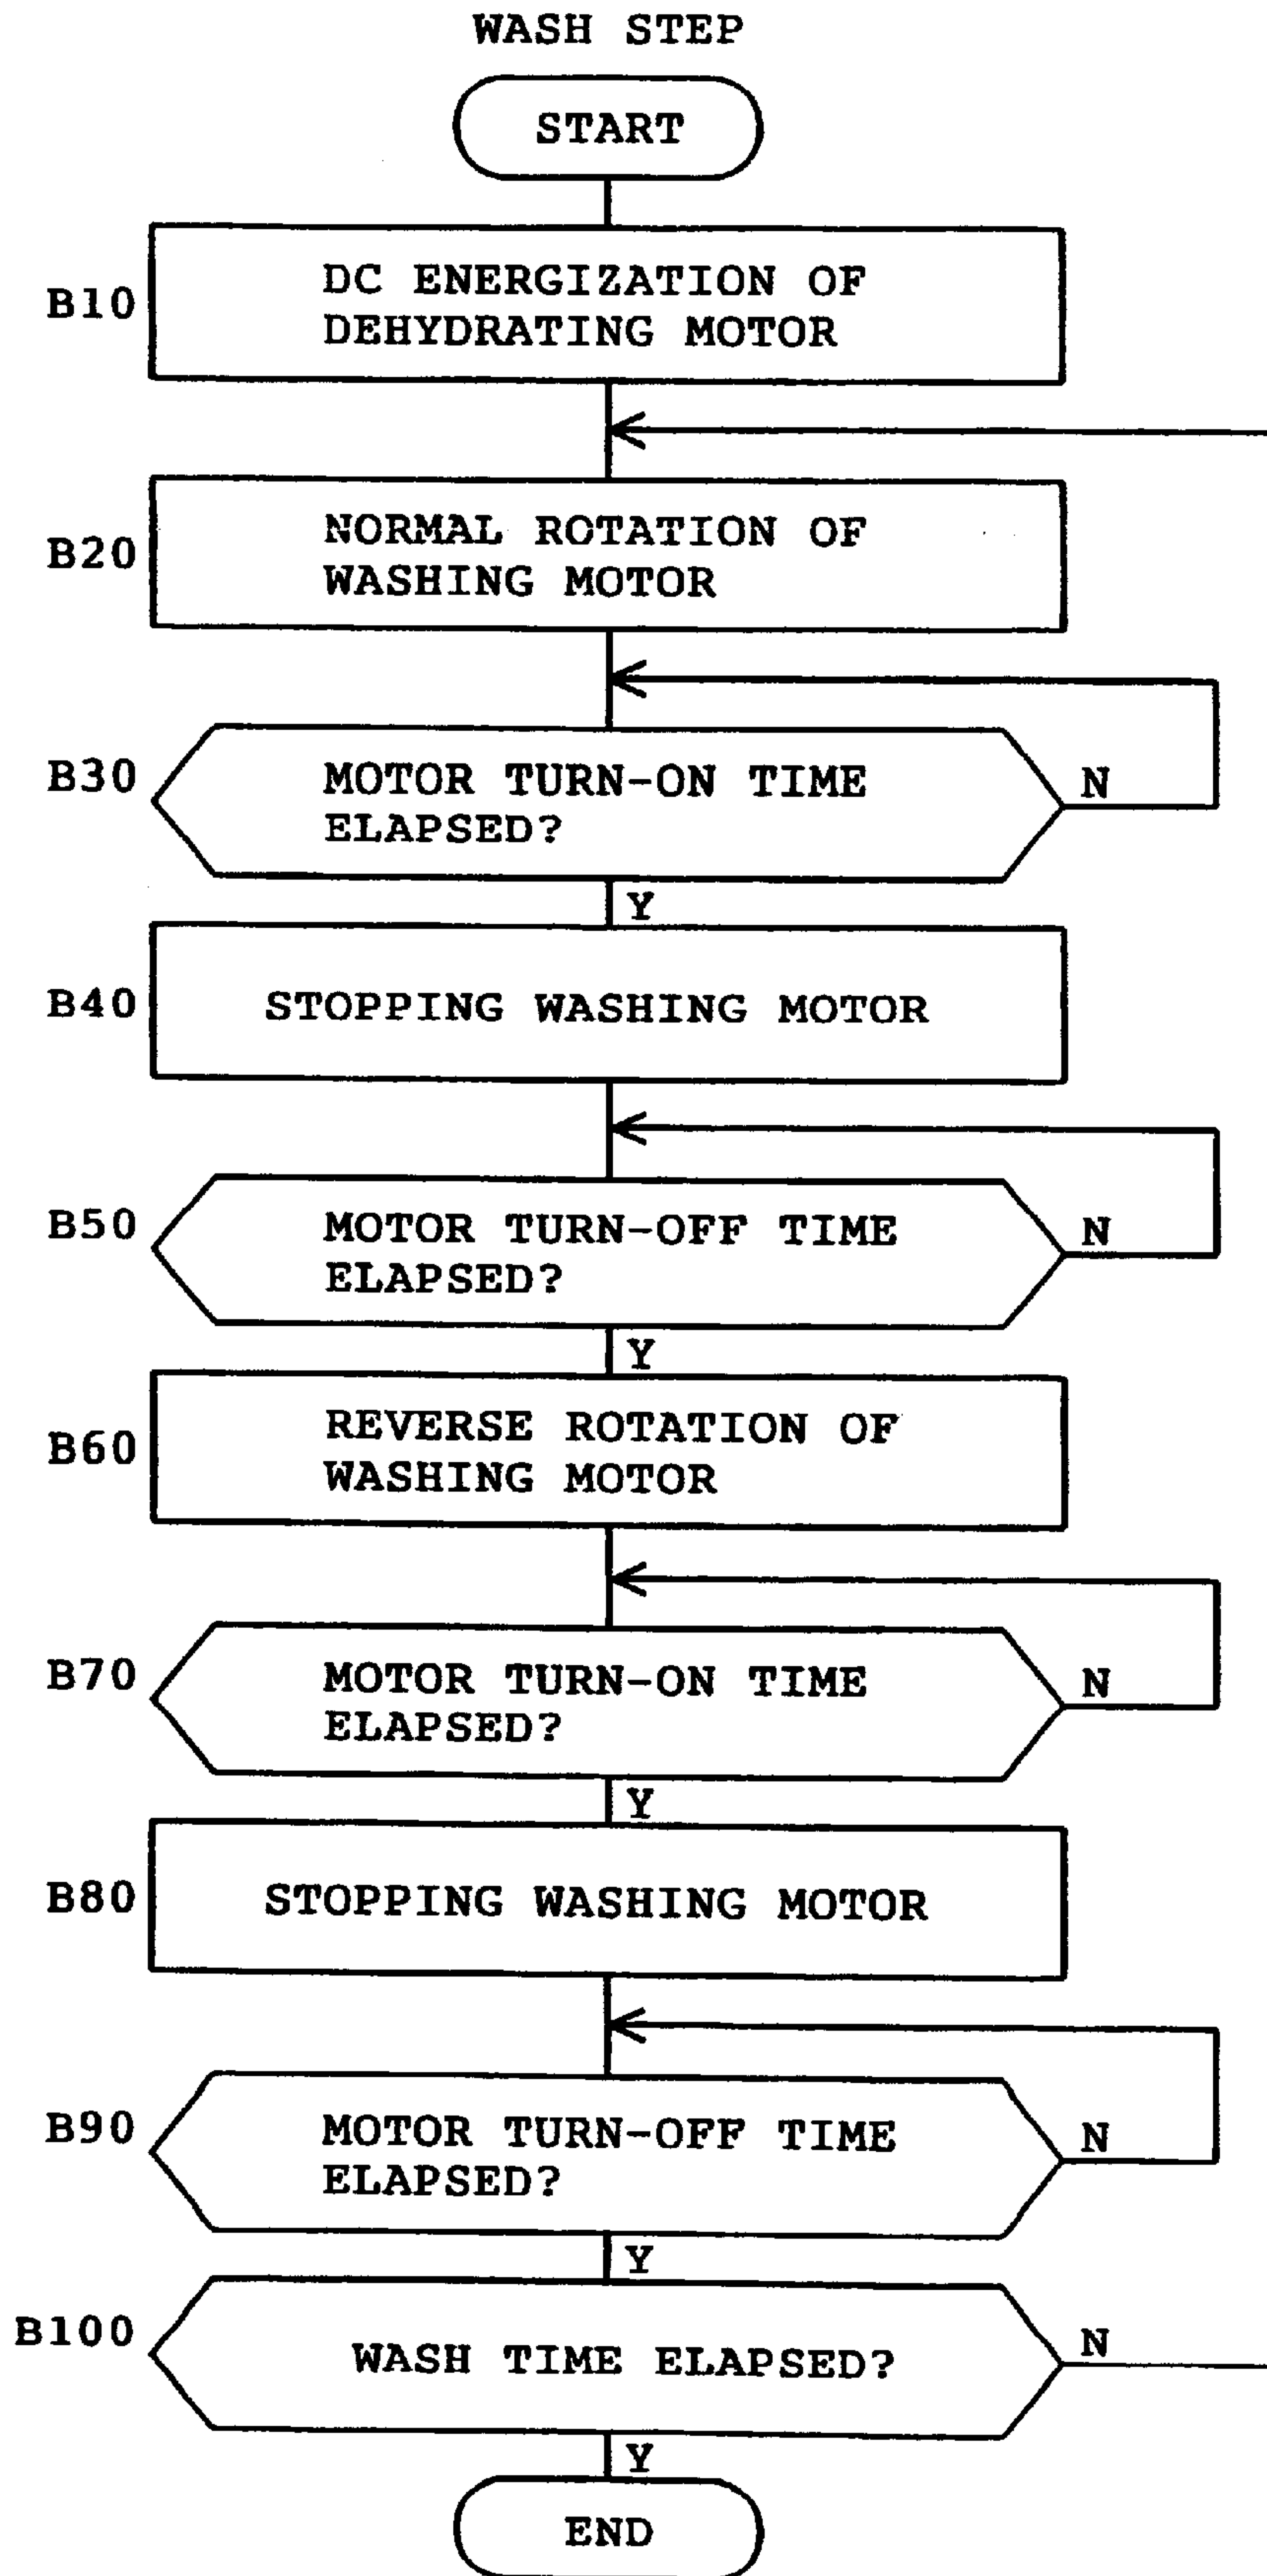 WASH STEP
START
B10
DC ENERGIZATION OF
DEHYDRATING MOTOR
B20
NORMAL ROTATION OF
WASHING MOTOR
B30
MOTOR TURN-ON TIME
ELAPSED?
N
Y
B40
STOPPING WASHING MOTOR
B50
MOTOR TURN-OFF TIME
ELAPSED?
N
Y
B60
REVERSE ROTATION OF
WASHING MOTOR
B70
MOTOR TURN-ON TIME
ELAPSED?
N
Y
B80
STOPPING WASHING MOTOR
B90
MOTOR TURN-OFF TIME
ELAPSED?
N
Y
B100
WASH TIME ELAPSED?
N
Y
END